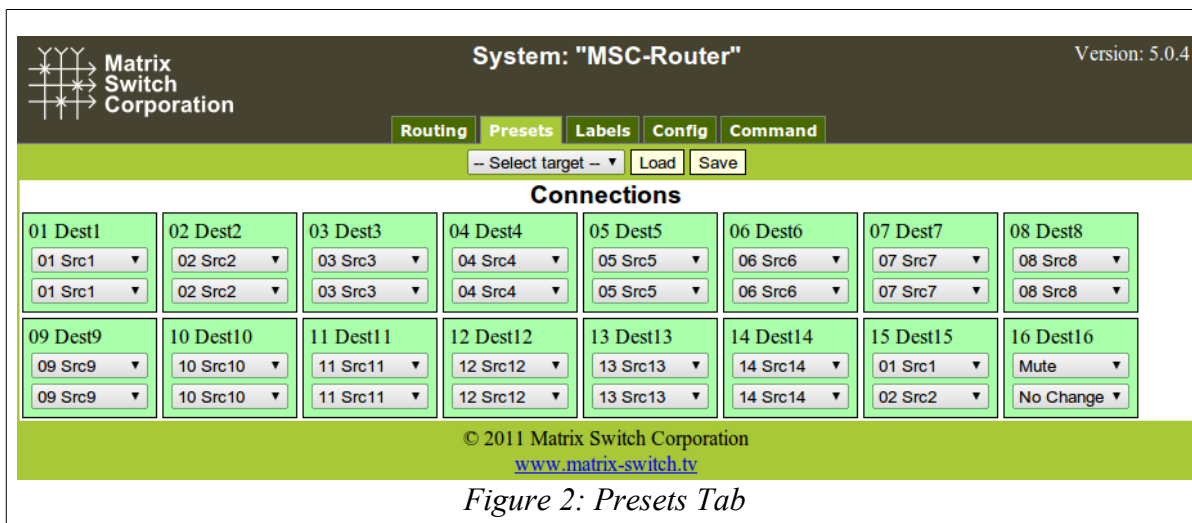 Matrix
Switch
Corporation
System: "MSC-Router"
Version: 5.0.4
Routing Presets Labels Config Command
-- Select target -- Load Save
Connections
01 Dest1 02 Dest2 03 Dest3 04 Dest4 05 Dest5 06 Dest6 07 Dest7 08 Dest8
01 Src1 02 Src2 03 Src3 04 Src4 05 Src5 06 Src6 07 Src7 08 Src8
01 Src1 02 Src2 03 Src3 04 Src4 05 Src5 06 Src6 07 Src7 08 Src8
09 Dest9 10 Dest10 11 Dest11 12 Dest12 13 Dest13 14 Dest14 15 Dest15 16 Dest16
09 Src9 10 Src10 11 Src11 12 Src12 13 Src13 14 Src14 01 Src1 Mute
09 Src9 10 Src10 11 Src11 12 Src12 13 Src13 14 Src14 02 Src2 No Change
© 2011 Matrix Switch Corporation
www.matrix-switch.tv
Figure 2: Presets Tab